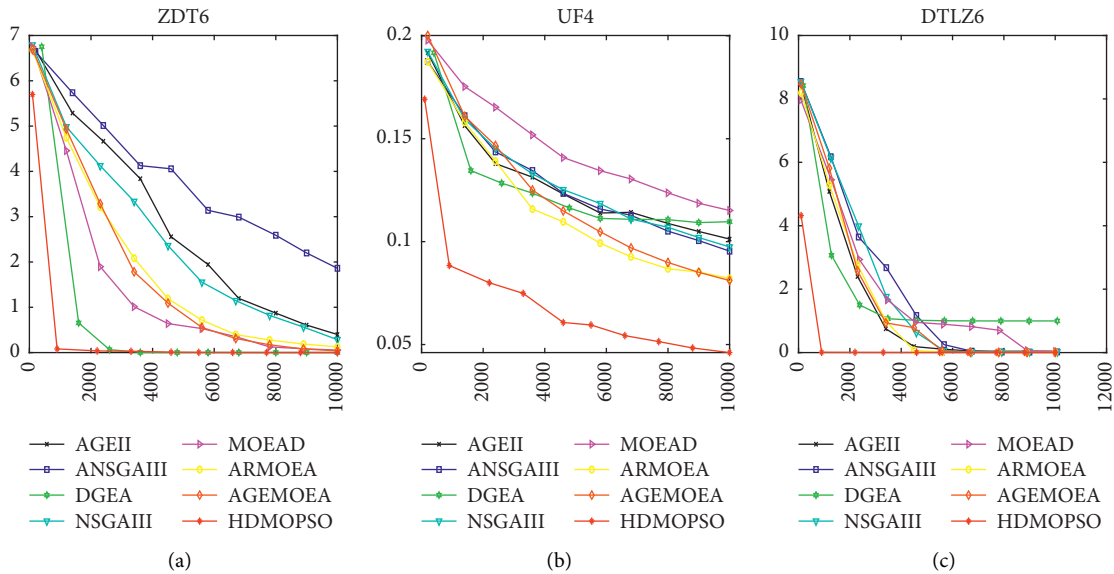 ZDT6
7
6
5
4
3
2
1
0
0
2000
4000
6000
8000
10000
AGEII
ANSGAIII
DGEA
NSGAIII
MOEAD
ARMOEA
AGEMOEA
HDMOPSO
(a)
UF4
0.2
0.15
0.1
0.05
0
2000
4000
6000
8000
10000
AGEII
ANSGAIII
DGEA
NSGAIII
MOEAD
ARMOEA
AGEMOEA
HDMOPSO
(b)
DTLZ6
10
8
6
4
2
0
0
2000
4000
6000
8000
10000
12000
AGEII
ANSGAIII
DGEA
NSGAIII
MOEAD
ARMOEA
AGEMOEA
HDMOPSO
(c)